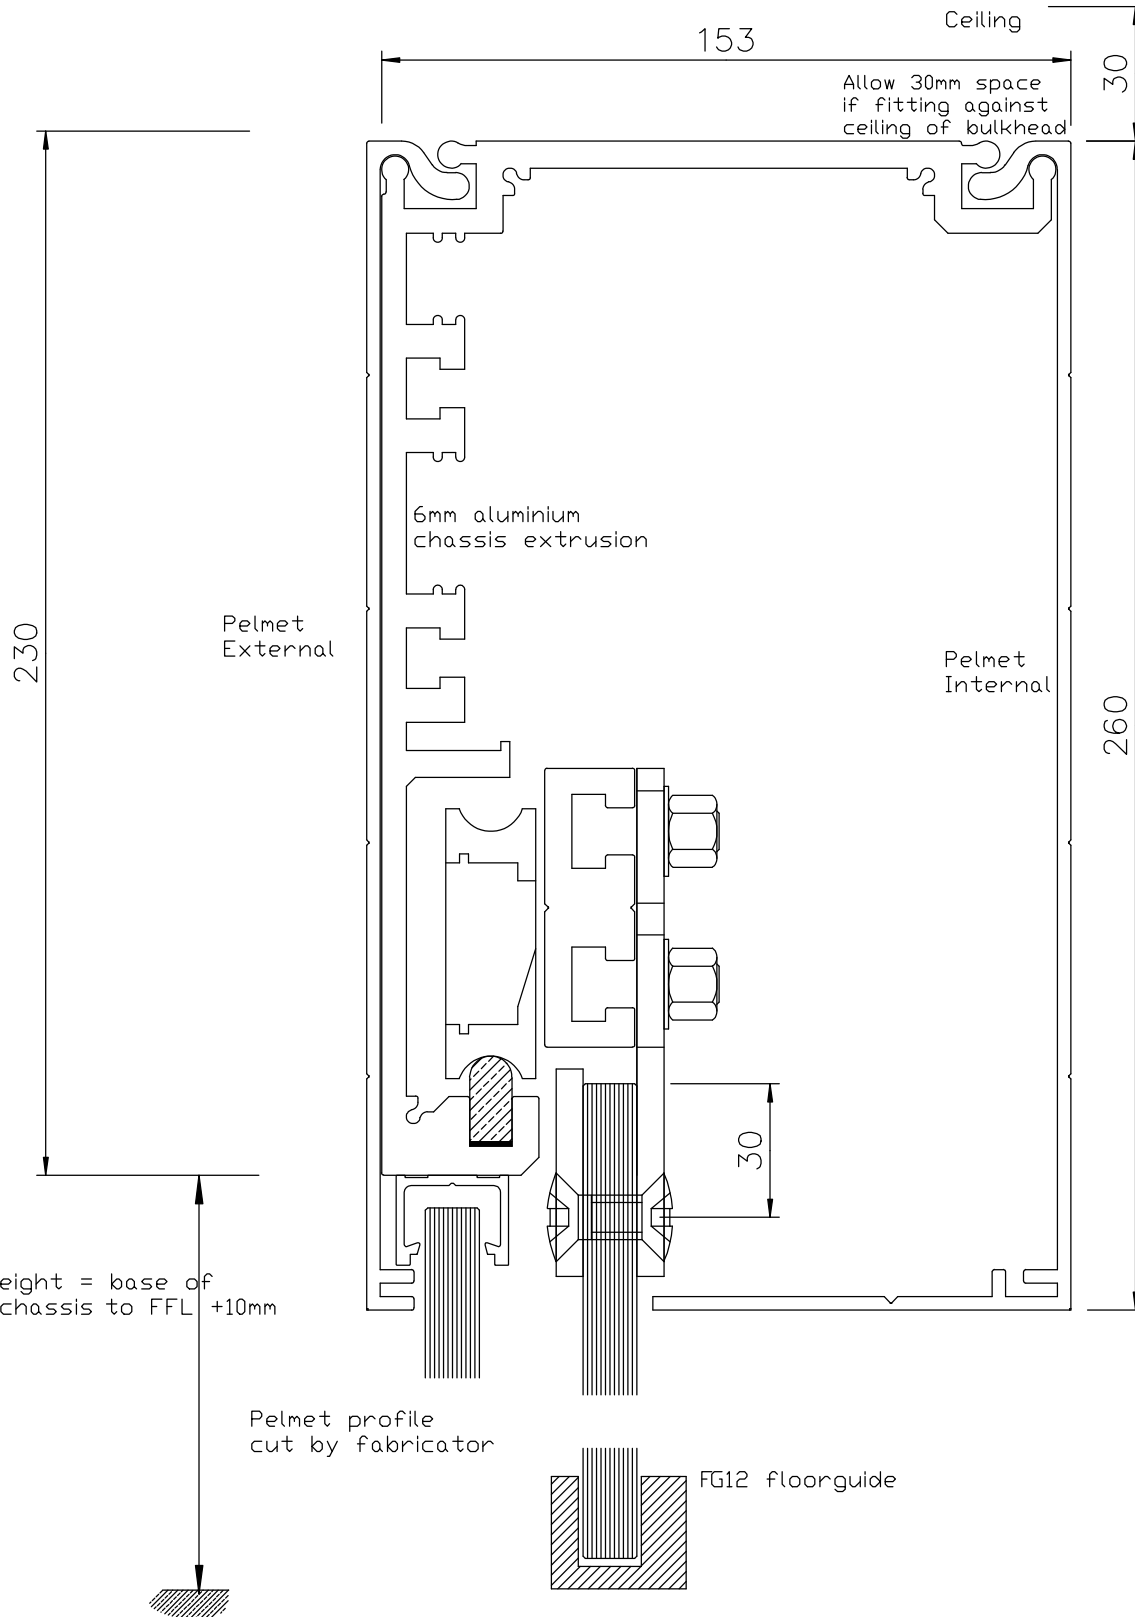 Ceiling
153
30
Allow 30mm space
if fitting against
ceiling of bulkhead
6mm aluminium
chassis extrusion
Pelmet
External
230
Pelmet
Internal
260
30
eight = base of
chassis to FFL +10mm
Pelmet profile
cut by fabricator
FG12 floorguide